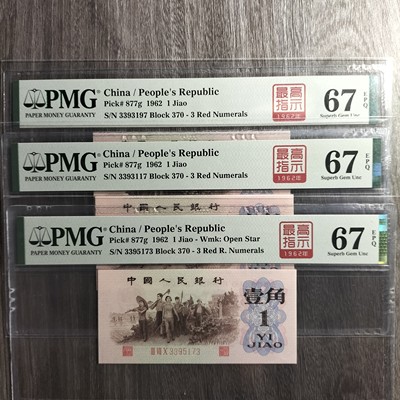 PMG
PAPER MONEY GUARANTY
China / People's Republic
Pick# 877g 1962 1 Jiao
S/N 3393197 Block 370 - 3 Red Numerals
最高指示
1962年
67 EPQ
Superb Gem Unc
PMG
PAPER MONEY GUARANTY
China / People's Republic
Pick# 877g 1962 1 Jiao
S/N 3393117 Block 370 - 3 Red Numerals
最高指示
1962年
67 EPQ
Superb Gem Unc
中国人民银行
PMG
PAPER MONEY GUARANTY
China / People's Republic
Pick# 877g 1962 1 Jiao - Wmk: Open Star
S/N 3395173 Block 370 - 3 Red R. Numerals
最高指示
1962年
67 EPQ
Superb Gem Unc
中国人民银行
壹角
1
YI
JIAO
3395173